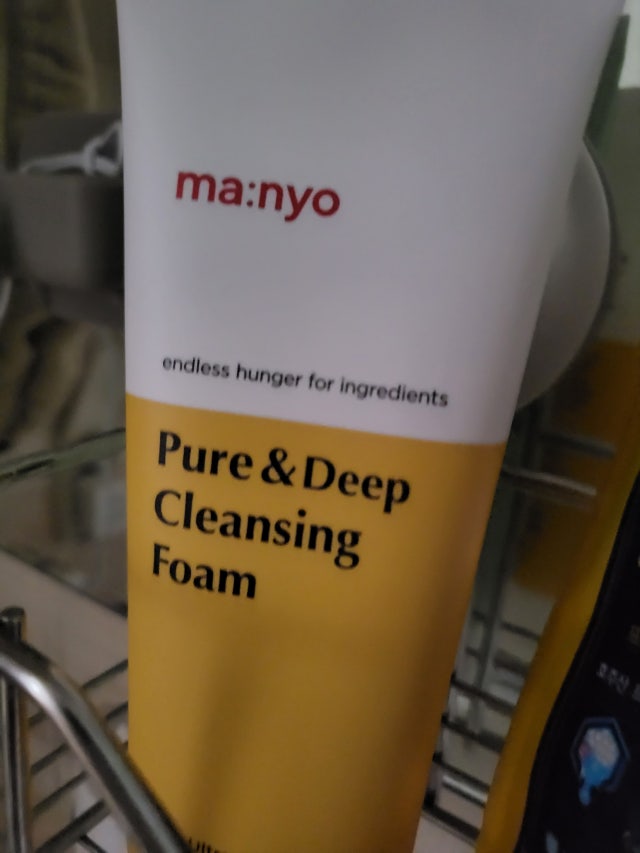 ma:nyo
endless hunger for ingredients
Pure & Deep
Cleansing
Foam